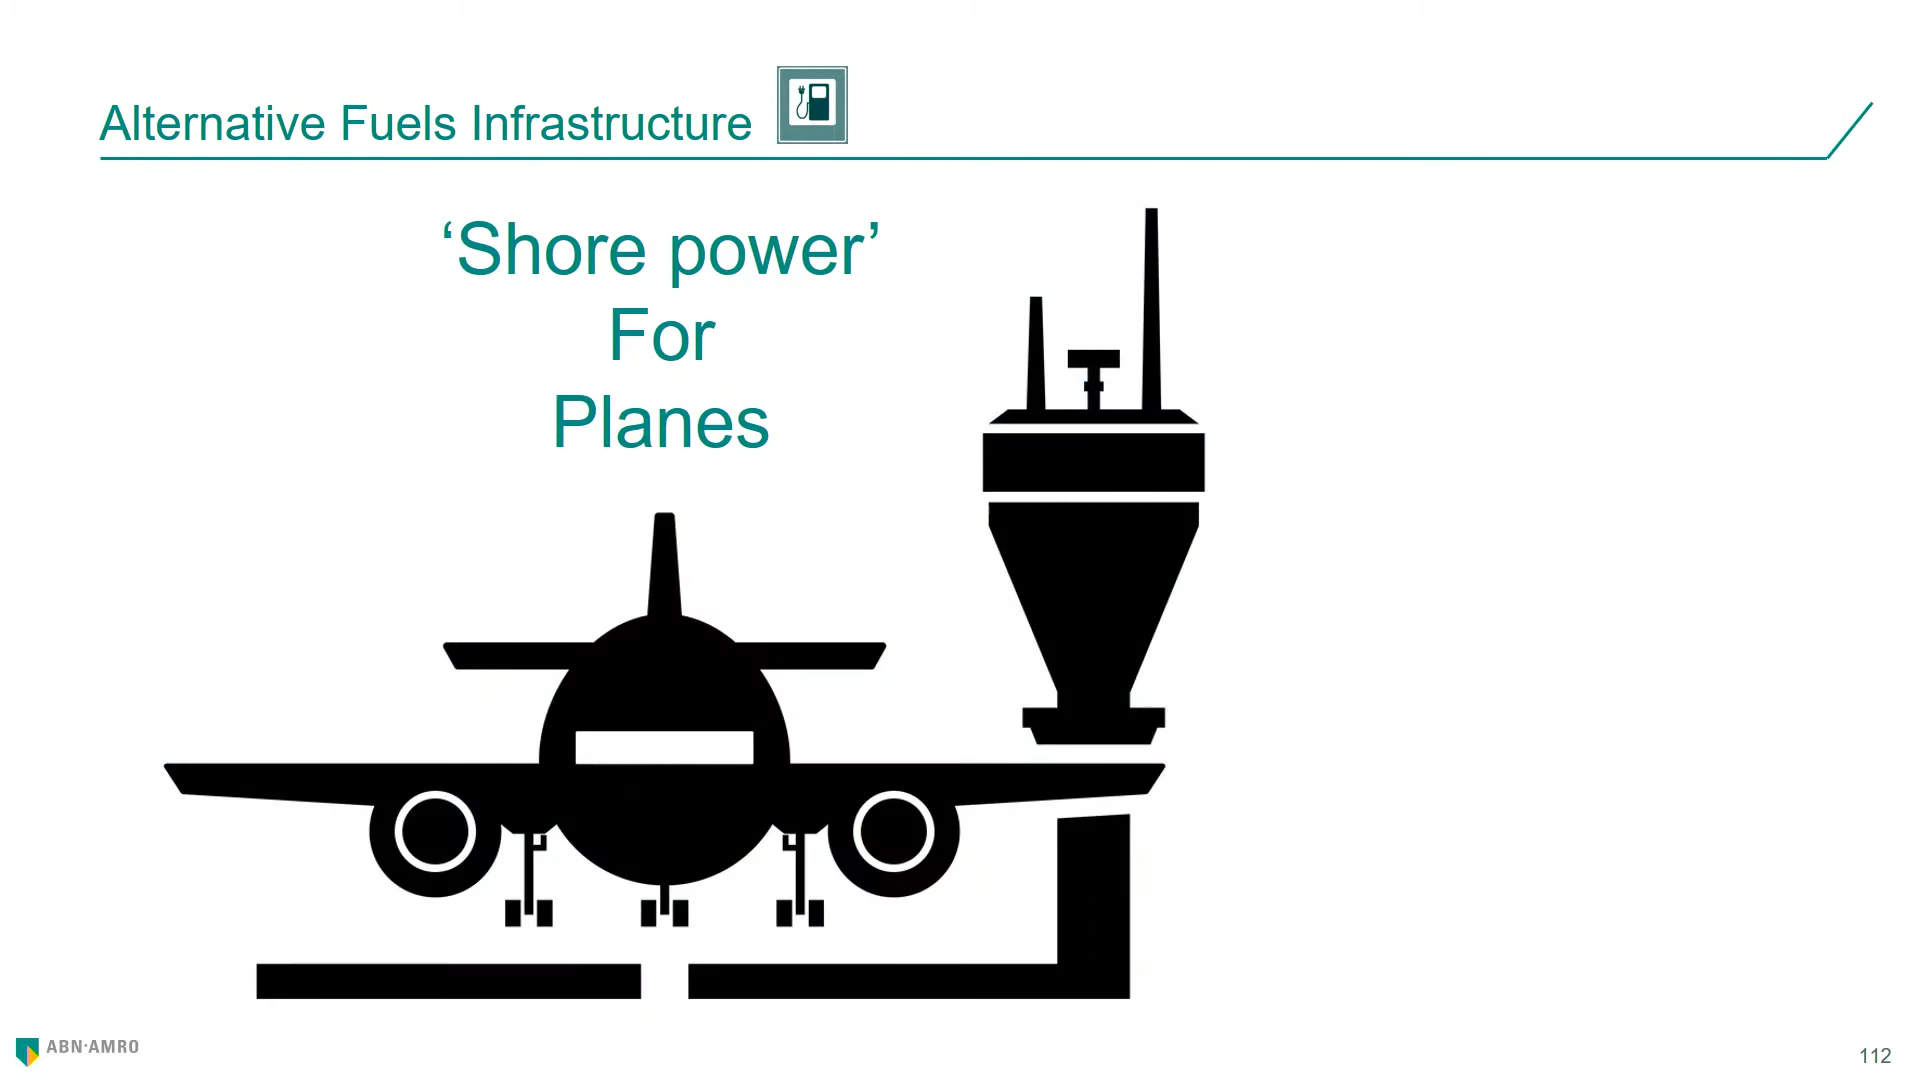 Alternative Fuels Infrastructure
‘Shore power’
For
Planes
ABN·AMRO
112